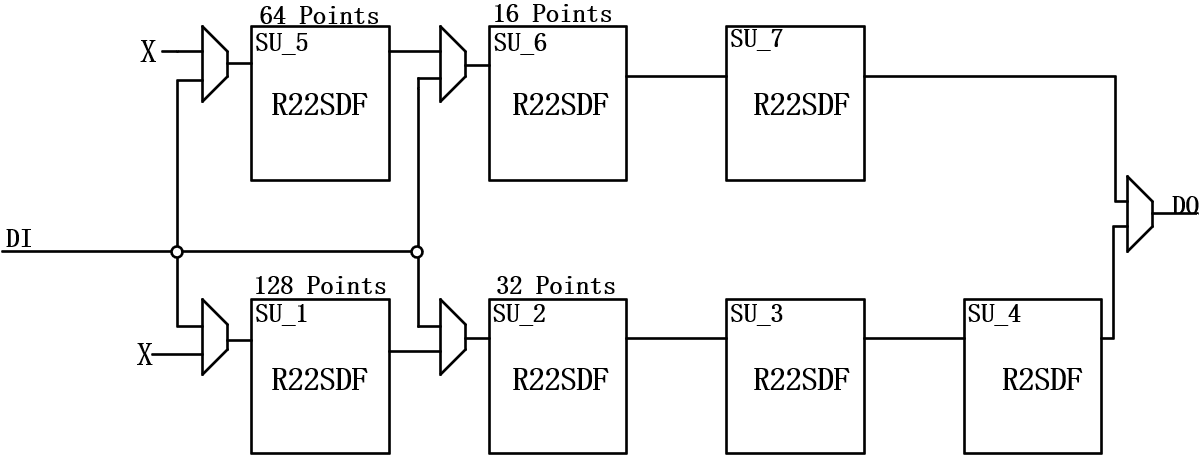 64 Points
16 Points
X
SU_5
R22SDF
SU_6
R22SDF
SU_7
R22SDF
DI
DO
128 Points
32 Points
X
SU_1
R22SDF
SU_2
R22SDF
SU_3
R22SDF
SU_4
R2SDF